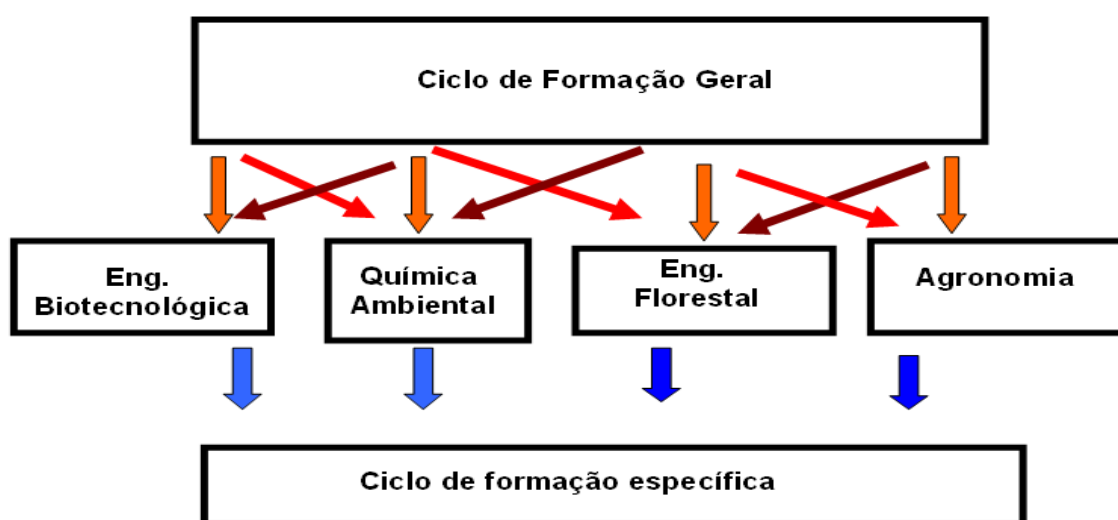 Ciclo de Formação Geral
Eng.
Biotecnológica
Química
Ambiental
Eng.
Florestal
Agronomia
Ciclo de formação específica